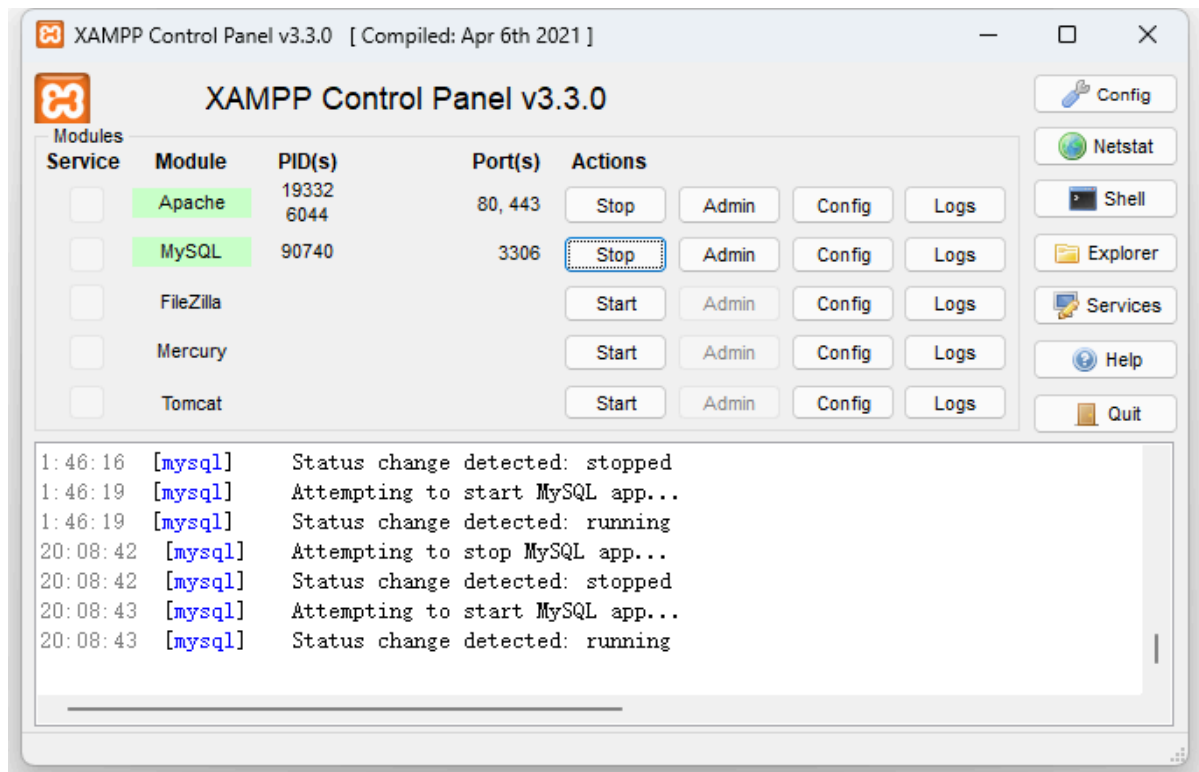 XAMPP Control Panel v3.3.0 [ Compiled: Apr 6th 2021 ]
XAMPP Control Panel v3.3.0
Config
Modules
Netstat
Service Module PID(s) Port(s) Actions
Apache 19332 6044 80, 443 Stop Admin Config Logs
Shell
MySQL 90740 3306 Stop Admin Config Logs
Explorer
FileZilla Start Admin Config Logs
Services
Mercury Start Admin Config Logs
Help
Tomcat Start Admin Config Logs
Quit
1:46:16 [mysql] Status change detected: stopped
1:46:19 [mysql] Attempting to start MySQL app...
1:46:19 [mysql] Status change detected: running
20:08:42 [mysql] Attempting to stop MySQL app...
20:08:42 [mysql] Status change detected: stopped
20:08:43 [mysql] Attempting to start MySQL app...
20:08:43 [mysql] Status change detected: running